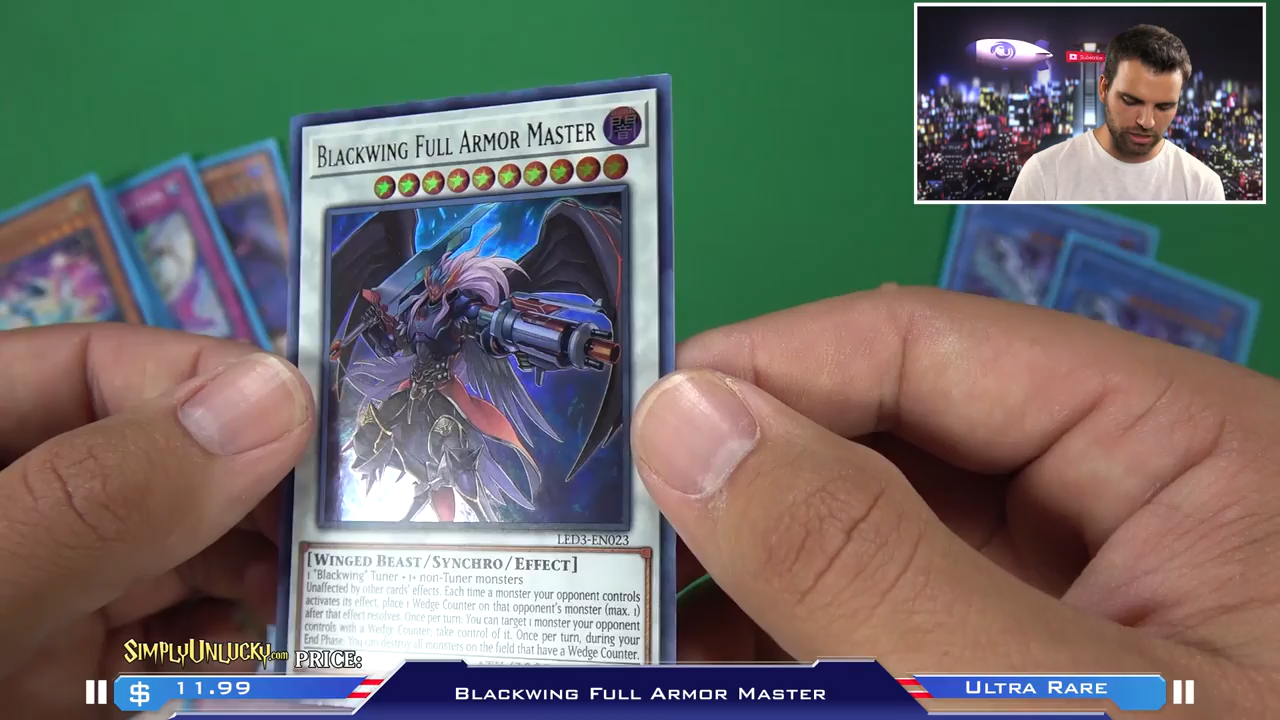 Subscribe
BLACKWING FULL ARMOR MASTER
闇
LED3-EN023
[WINGED BEAST/SYNCHRO/EFFECT]
1 "Blackwing" Tuner + 1+ non-Tuner monsters
Unaffected by other cards' effects. Each time a monster your opponent controls
activates its effect, place 1 Wedge Counter on that opponent's monster (max. 1)
after that effect resolves. Once per turn: You can target 1 monster your opponent
controls with a Wedge Counter; take control of it. Once per turn, during your
End Phase: You can destroy all monsters on the field that have a Wedge Counter.
SIMPLYUNLUCKY.com PRICE:
$ 11.99
BLACKWING FULL ARMOR MASTER
ULTRA RARE